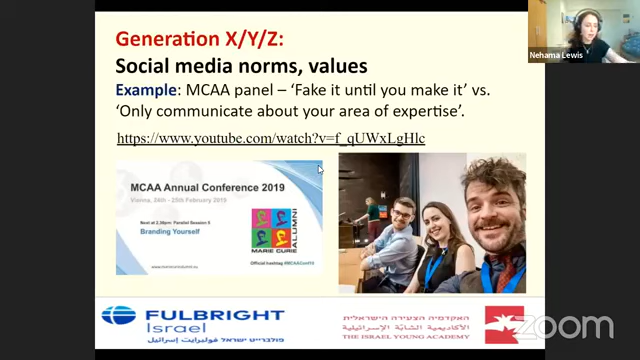 Generation X/Y/Z:
Social media norms, values
Example: MCAA panel – ‘Fake it until you make it’ vs.
‘Only communicate about your area of expertise’.
https://www.youtube.com/watch?v=f_qUWxLgHlc
Nehama Lewis
MCAA Annual Conference 2019
Vienna, 24th - 25th February 2019
Next at 2.30pm: Parallel Session 5
Branding Yourself
MARIE CURIE
ALUMNI
www.mariecuriealumni.eu
Official hashtag #MCAAConf19
FULBRIGHT
Israel
פולברייט ישראל فولبرايت إسرائيل
האקדמיה הצעירה הישראלית
الأكاديمية الشابة الإسرائيلية
THE ISRAEL YOUNG ACADEMY
zoom